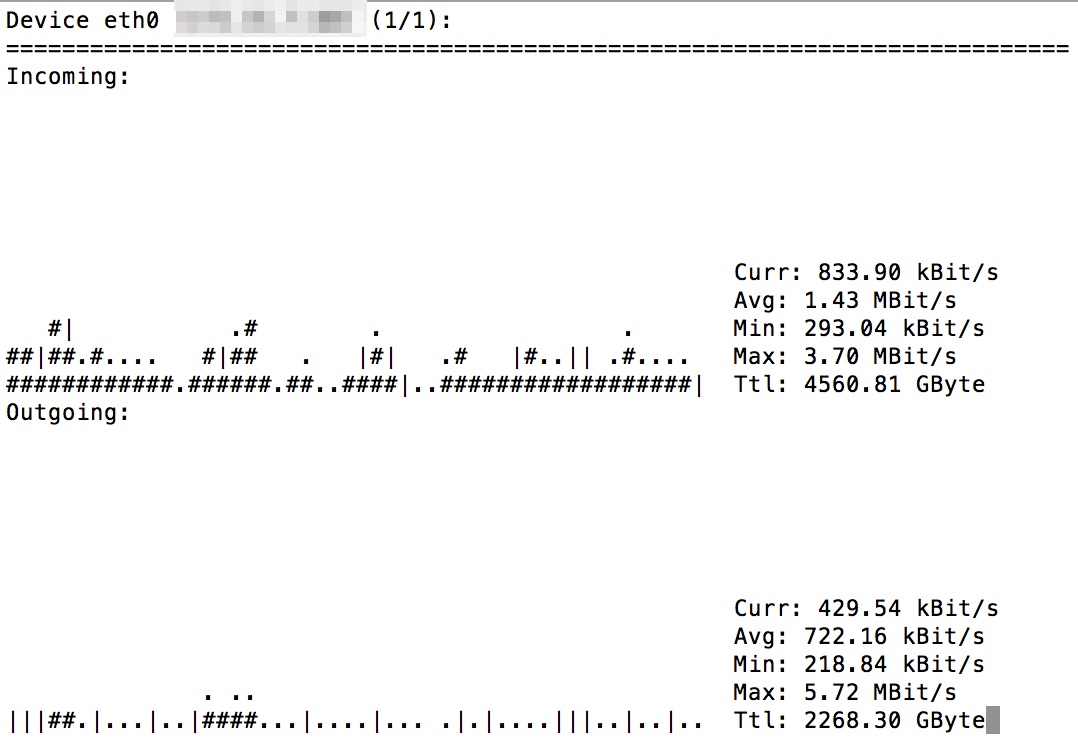 Device eth0 (1/1):
============================================================================
Incoming:
Curr: 833.90 kBit/s
Avg: 1.43 MBit/s
   #|           .#        .                 .      Min: 293.04 kBit/s
##|##.#....   #|##   .   |#|   .#   |#..|| .#....  Max: 3.70 MBit/s
############.######.##..####|..##################|  Ttl: 4560.81 GByte
Outgoing:
Curr: 429.54 kBit/s
Avg: 722.16 kBit/s
Min: 218.84 kBit/s
              . ..                                  Max: 5.72 MBit/s
|||##.|...|..|####...|....|... .|.|....|||..|..|..  Ttl: 2268.30 GByte